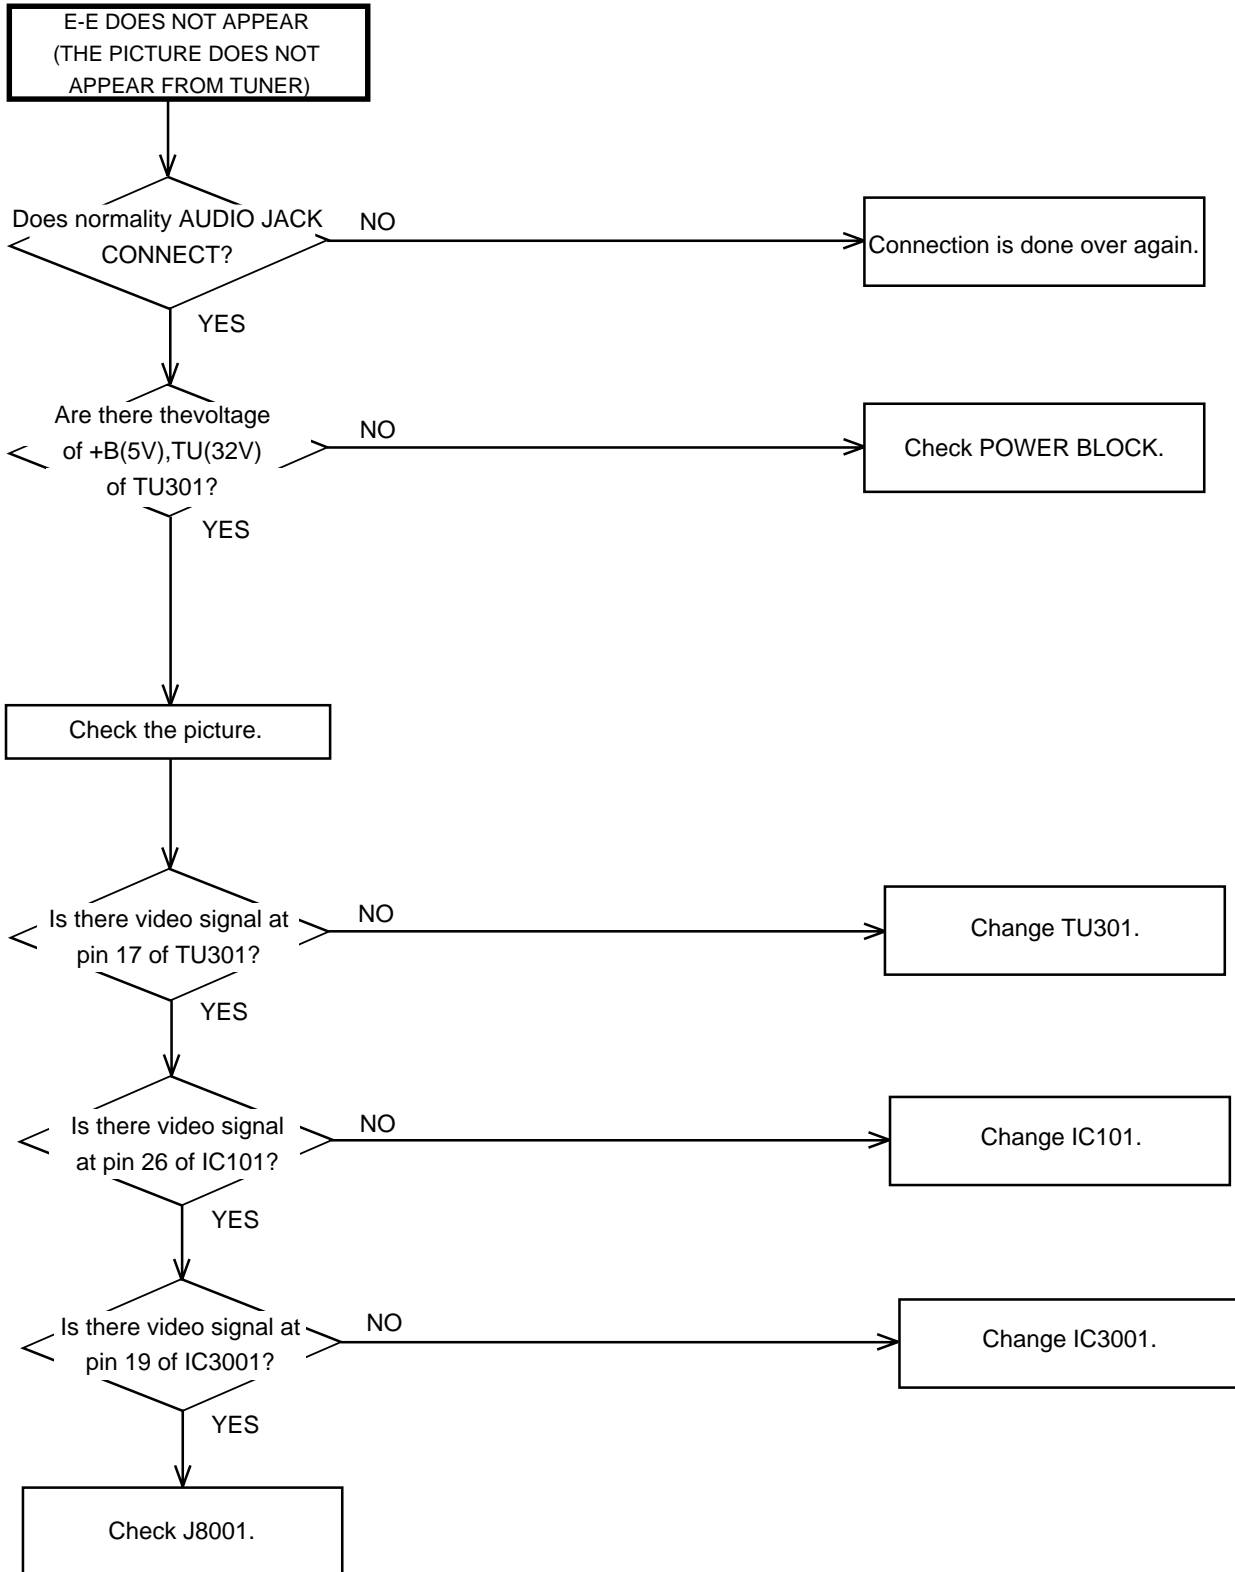 E-E DOES NOT APPEAR
(THE PICTURE DOES NOT
APPEAR FROM TUNER)
Does normality AUDIO JACK
CONNECT?
NO
Connection is done over again.
YES
Are there thevoltage
of +B(5V),TU(32V)
of TU301?
NO
Check POWER BLOCK.
YES
Check the picture.
Is there video signal at
pin 17 of TU301?
NO
Change TU301.
YES
Is there video signal
at pin 26 of IC101?
NO
Change IC101.
YES
Is there video signal at
pin 19 of IC3001?
NO
Change IC3001.
YES
Check J8001.